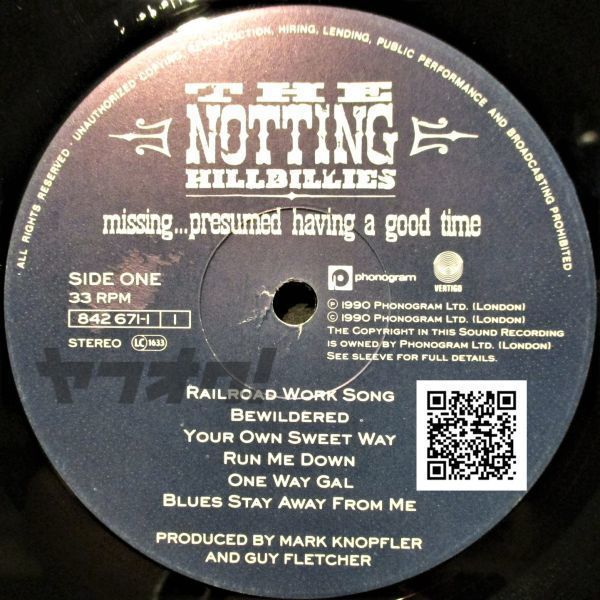 ALL RIGHTS RESERVED · UNAUTHORIZED COPYING, REPRODUCTION, HIRING, LENDING, PUBLIC PERFORMANCE AND BROADCASTING PROHIBITED ·
THE
NOTTING
HILLBILLIES
missing...presumed having a good time
SIDE ONE
33 RPM
842 671-1 1
STEREO LC 1633
phonogram
VERTIGO
℗ 1990 PHONOGRAM LTD. (LONDON)
© 1990 PHONOGRAM LTD. (LONDON)
THE COPYRIGHT IN THIS SOUND RECORDING
IS OWNED BY PHONOGRAM LTD. (LONDON)
SEE SLEEVE FOR FULL DETAILS.
ヤフオク!
RAILROAD WORK SONG
BEWILDERED
YOUR OWN SWEET WAY
RUN ME DOWN
ONE WAY GAL
BLUES STAY AWAY FROM ME
PRODUCED BY MARK KNOPFLER
AND GUY FLETCHER